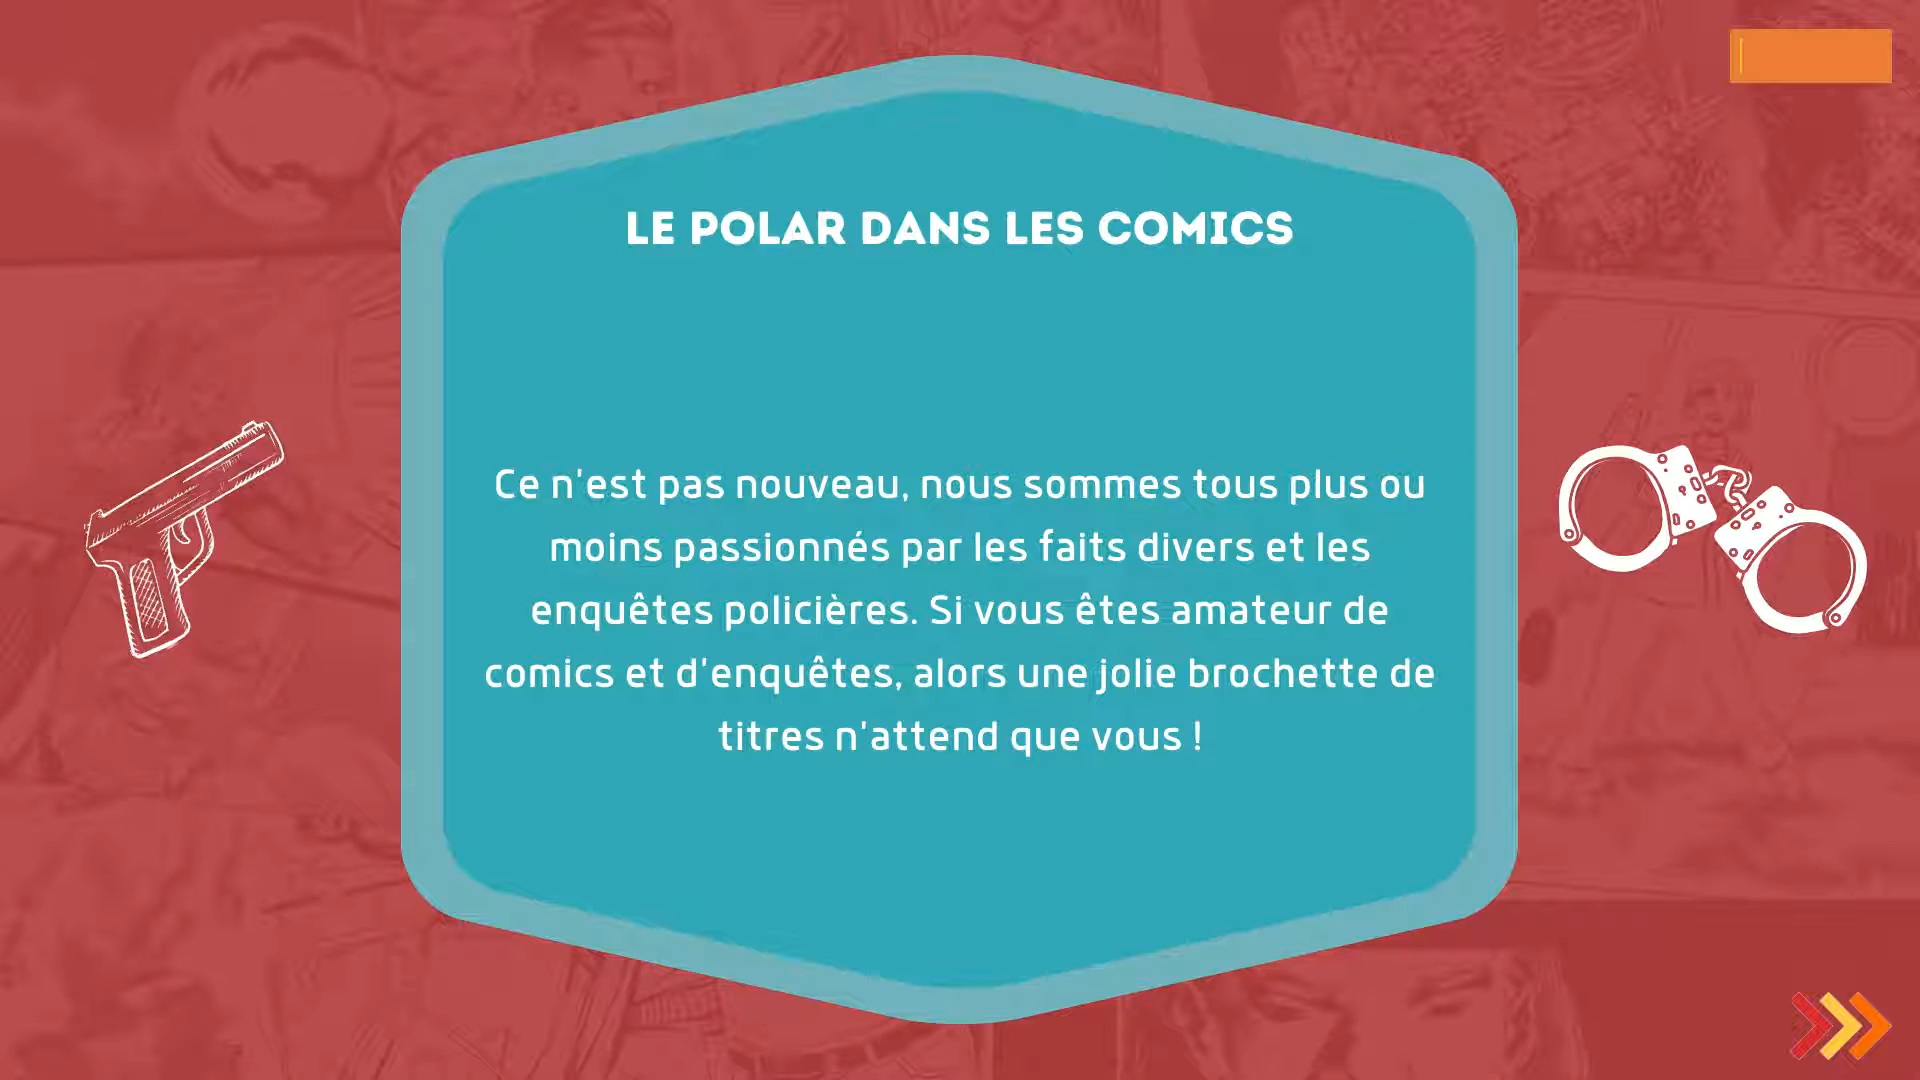 LE POLAR DANS LES COMICS
Ce n'est pas nouveau, nous sommes tous plus ou
moins passionnés par les faits divers et les
enquêtes policières. Si vous êtes amateur de
comics et d'enquêtes, alors une jolie brochette de
titres n'attend que vous !